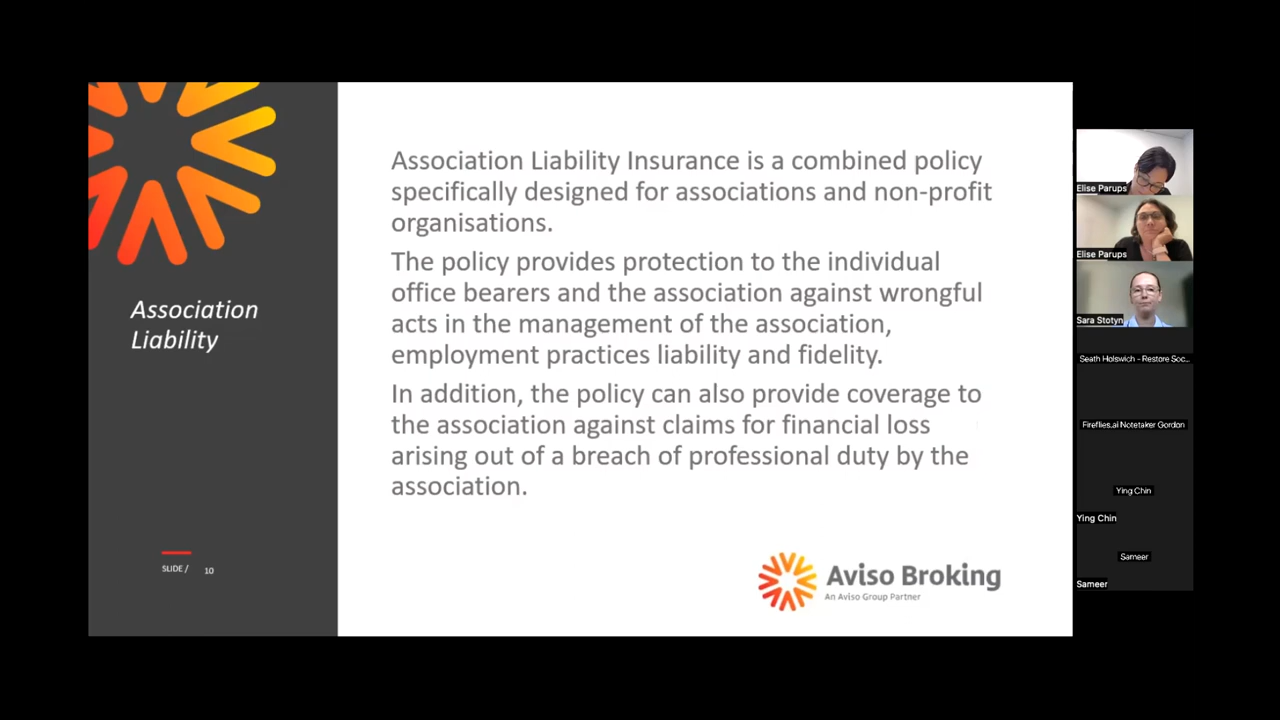 Association
Liability
SLIDE / 10
Association Liability Insurance is a combined policy
specifically designed for associations and non-profit
organisations.
The policy provides protection to the individual
office bearers and the association against wrongful
acts in the management of the association,
employment practices liability and fidelity.
In addition, the policy can also provide coverage to
the association against claims for financial loss
arising out of a breach of professional duty by the
association.
Aviso Broking
An Aviso Group Partner
Elise Parups
Elise Parups
Sara Stotyn
Seath Holswich - Restore Soc...
Fireflies.ai Notetaker Gordon
Ying Chin
Ying Chin
Sameer
Sameer